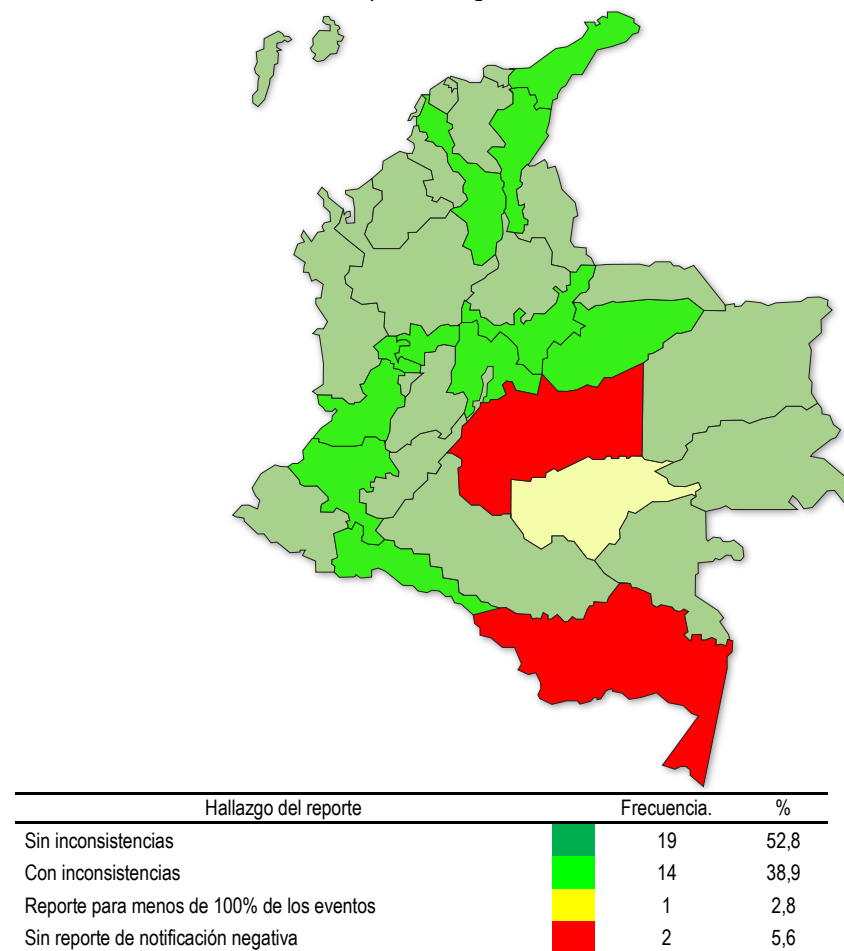 Hallazgo del reporte Frecuencia. %
Sin inconsistencias 19 52,8
Con inconsistencias 14 38,9
Reporte para menos de 100% de los eventos 1 2,8
Sin reporte de notificación negativa 2 5,6